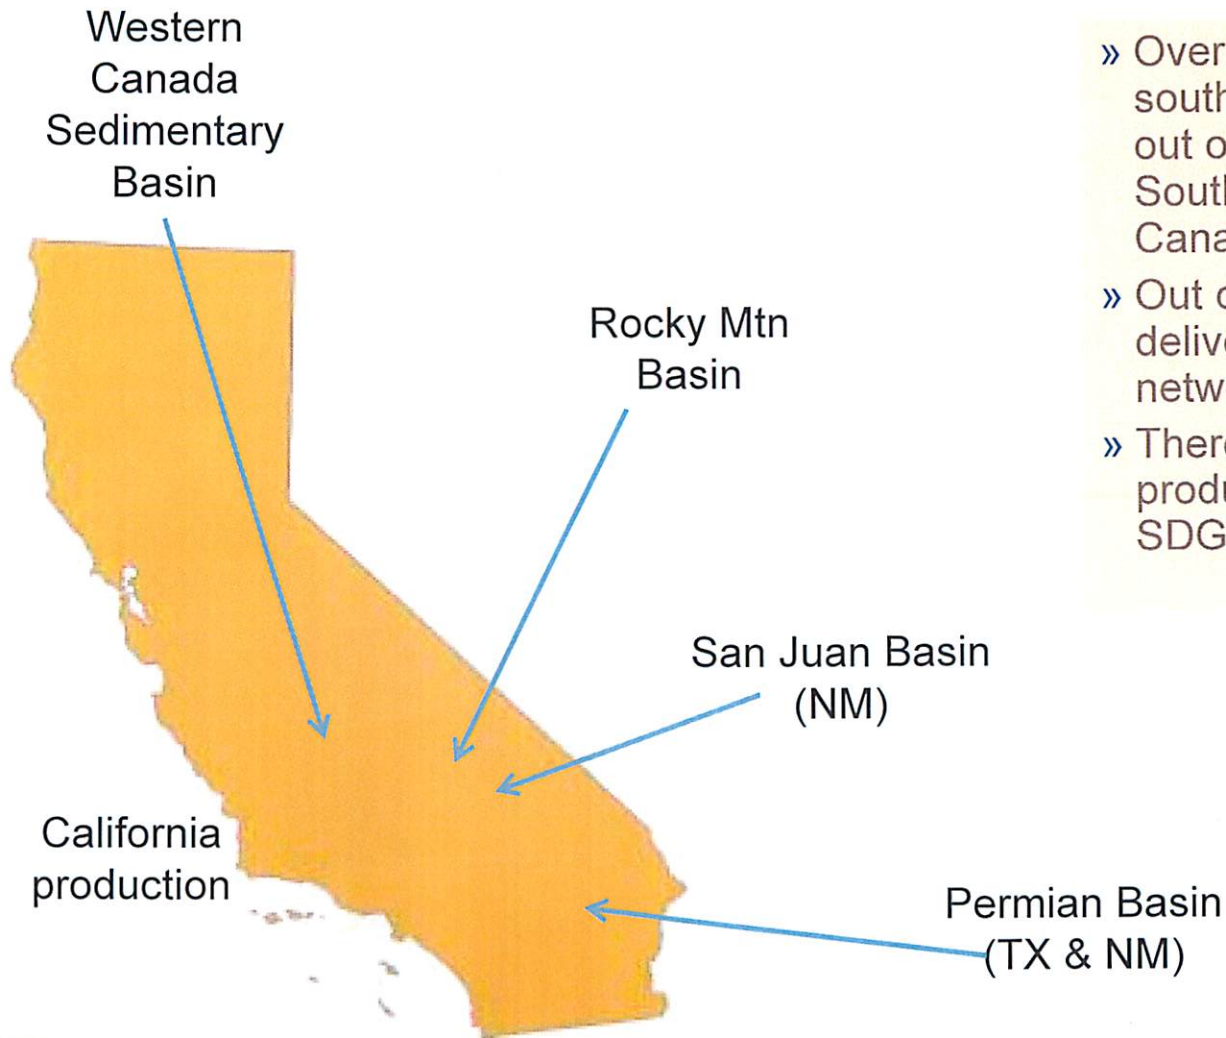 Western
Canada
Sedimentary
Basin
Rocky Mtn
Basin
San Juan Basin
(NM)
California
production
Permian Basin
(TX & NM)
» Over
south
out o
South
Cana
» Out o
delive
netw
» There
produ
SDG